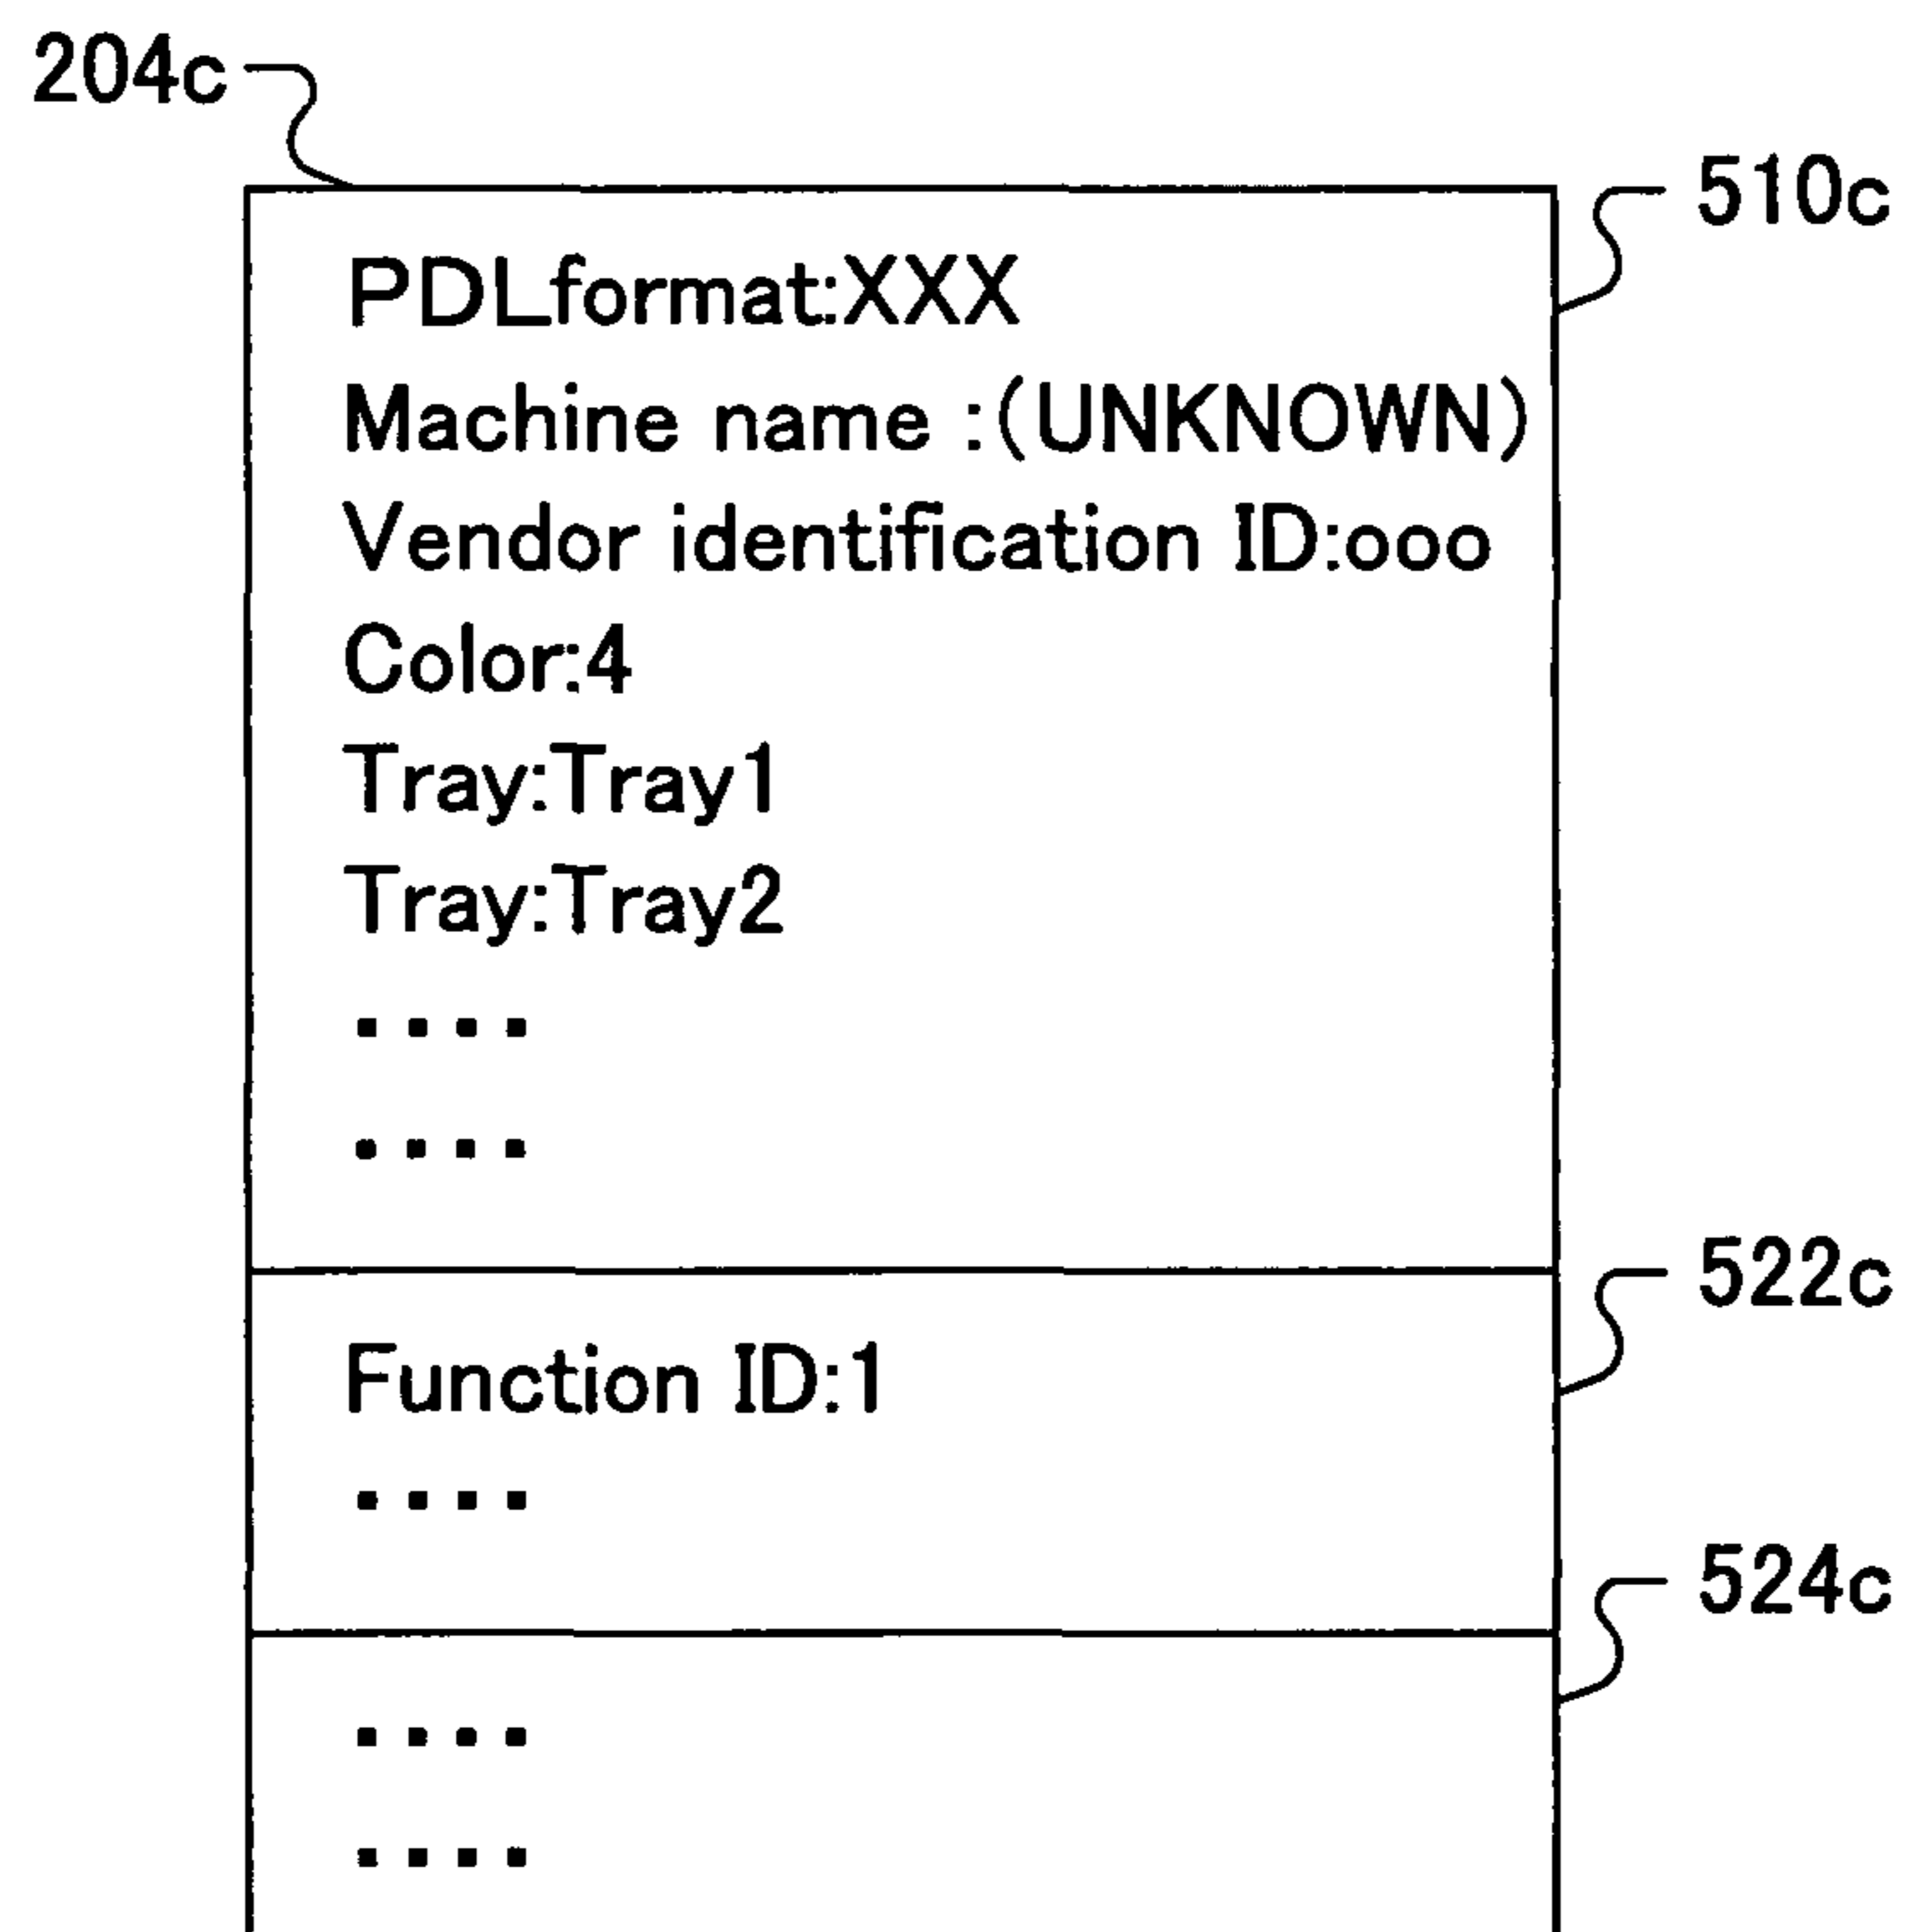 204c
510c
PDLformat:XXX
Machine name :(UNKNOWN)
Vendor identification ID:ooo
Color:4
Tray:Tray1
Tray:Tray2
....
....
522c
Function ID:1
....
524c
....
....